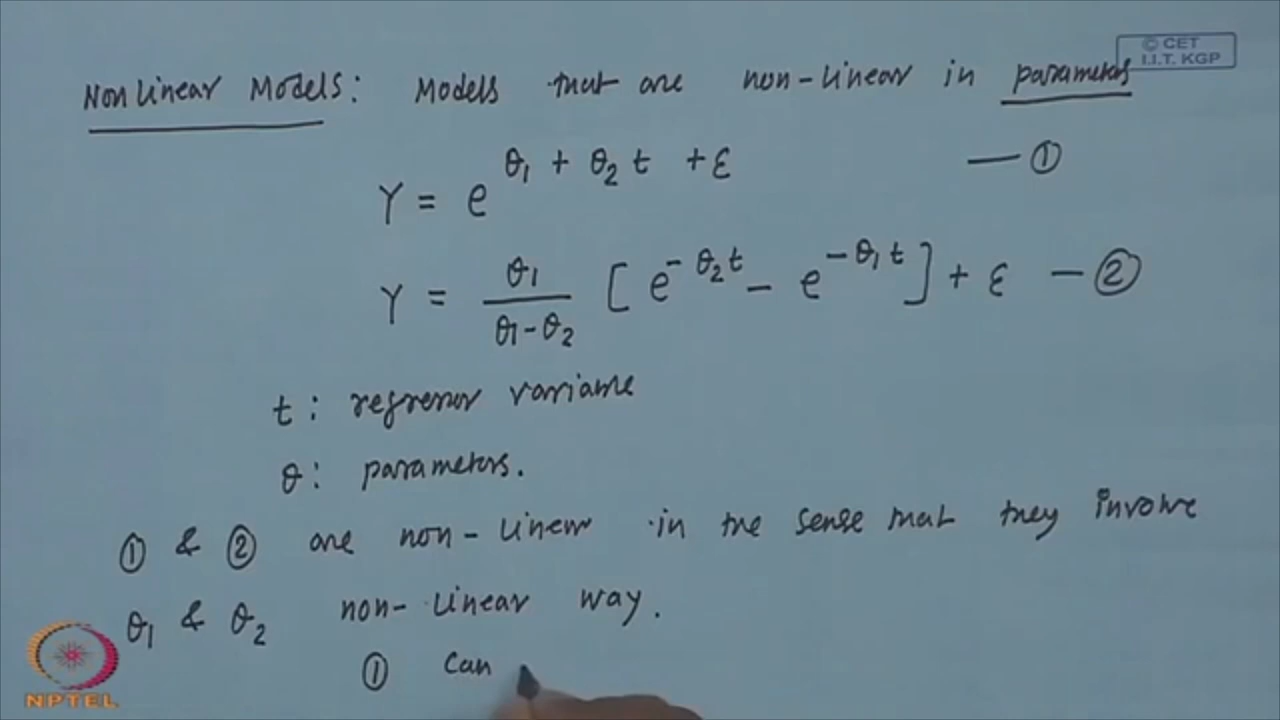 © CET
I.I.T. KGP
Non Linear Models: Models that are non-linear in parameters
Y = e^{θ₁ + θ₂ t + ε} — ①
Y = θ₁/(θ₁-θ₂) [e^{-θ₂t} - e^{-θ₁t}] + ε — ②
t: regressor variable
θ: parameters.
① & ② are non-linear in the sense that they involve
θ₁ & θ₂ non-linear way.
① Can
NPTEL